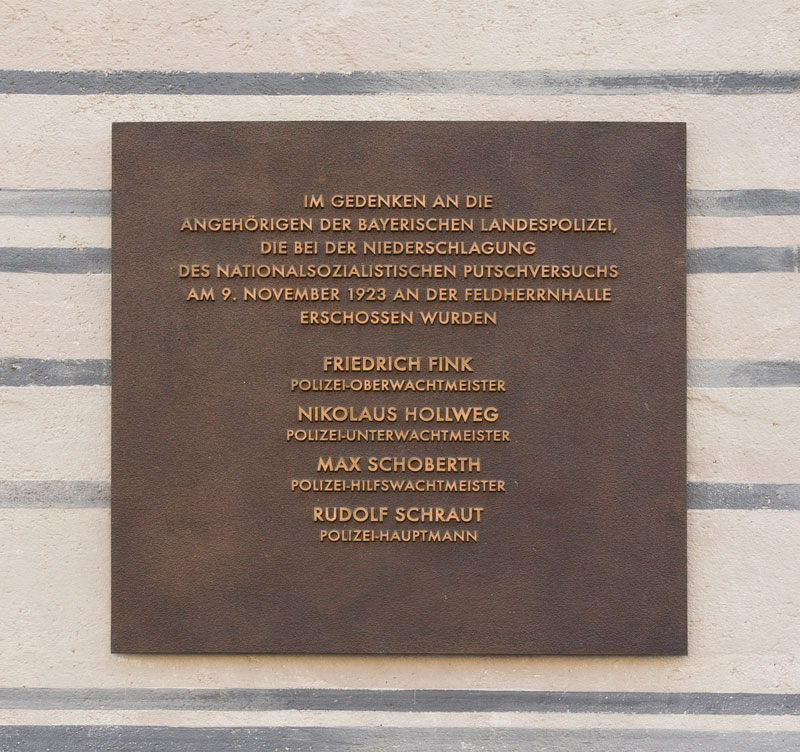 IM GEDENKEN AN DIE
ANGEHÖRIGEN DER BAYERISCHEN LANDESPOLIZEI,
DIE BEI DER NIEDERSCHLAGUNG
DES NATIONALSOZIALISTISCHEN PUTSCHVERSUCHS
AM 9. NOVEMBER 1923 AN DER FELDHERRNHALLE
ERSCHOSSEN WURDEN
FRIEDRICH FINK
POLIZEI-OBERWACHTMEISTER
NIKOLAUS HOLLWEG
POLIZEI-UNTERWACHTMEISTER
MAX SCHOBERTH
POLIZEI-HILFSWACHTMEISTER
RUDOLF SCHRAUT
POLIZEI-HAUPTMANN